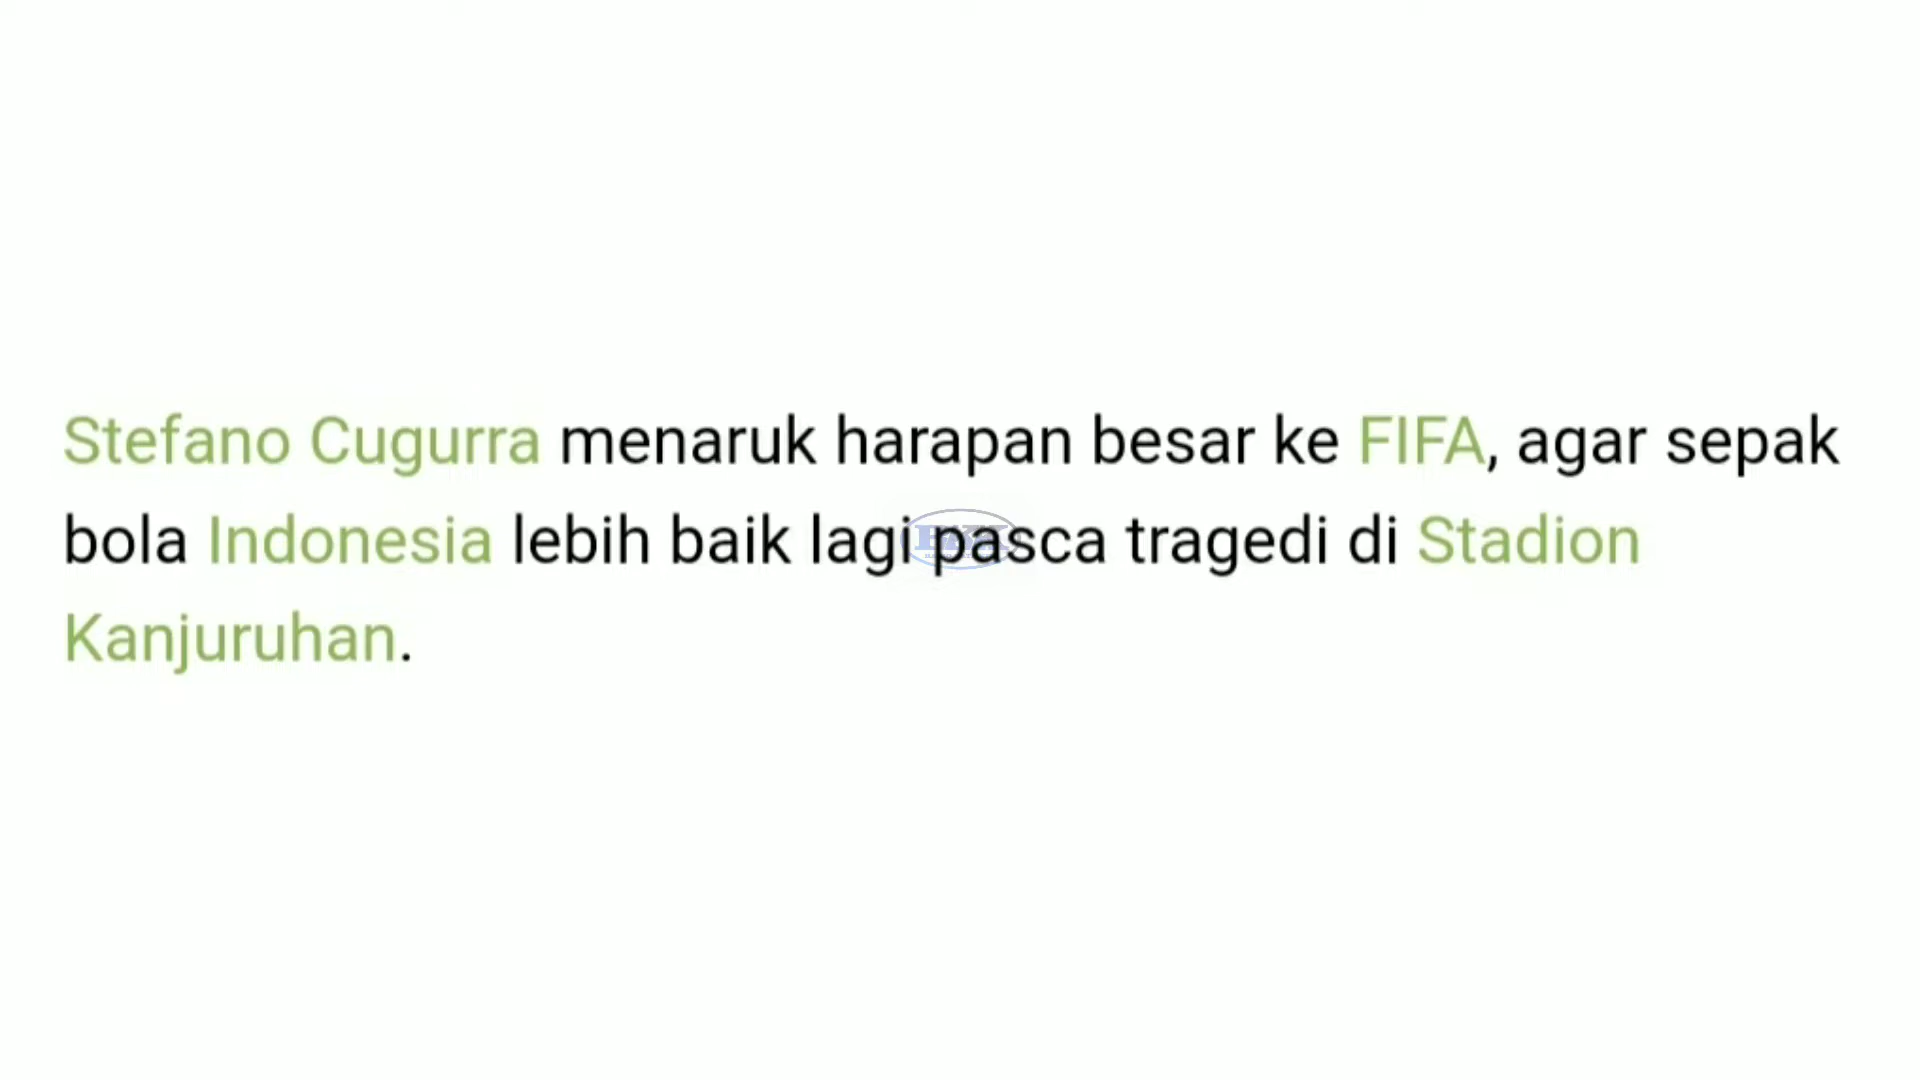 Stefano Cugurra menaruk harapan besar ke FIFA, agar sepak
bola Indonesia lebih baik lagi pasca tragedi di Stadion
Kanjuruhan.